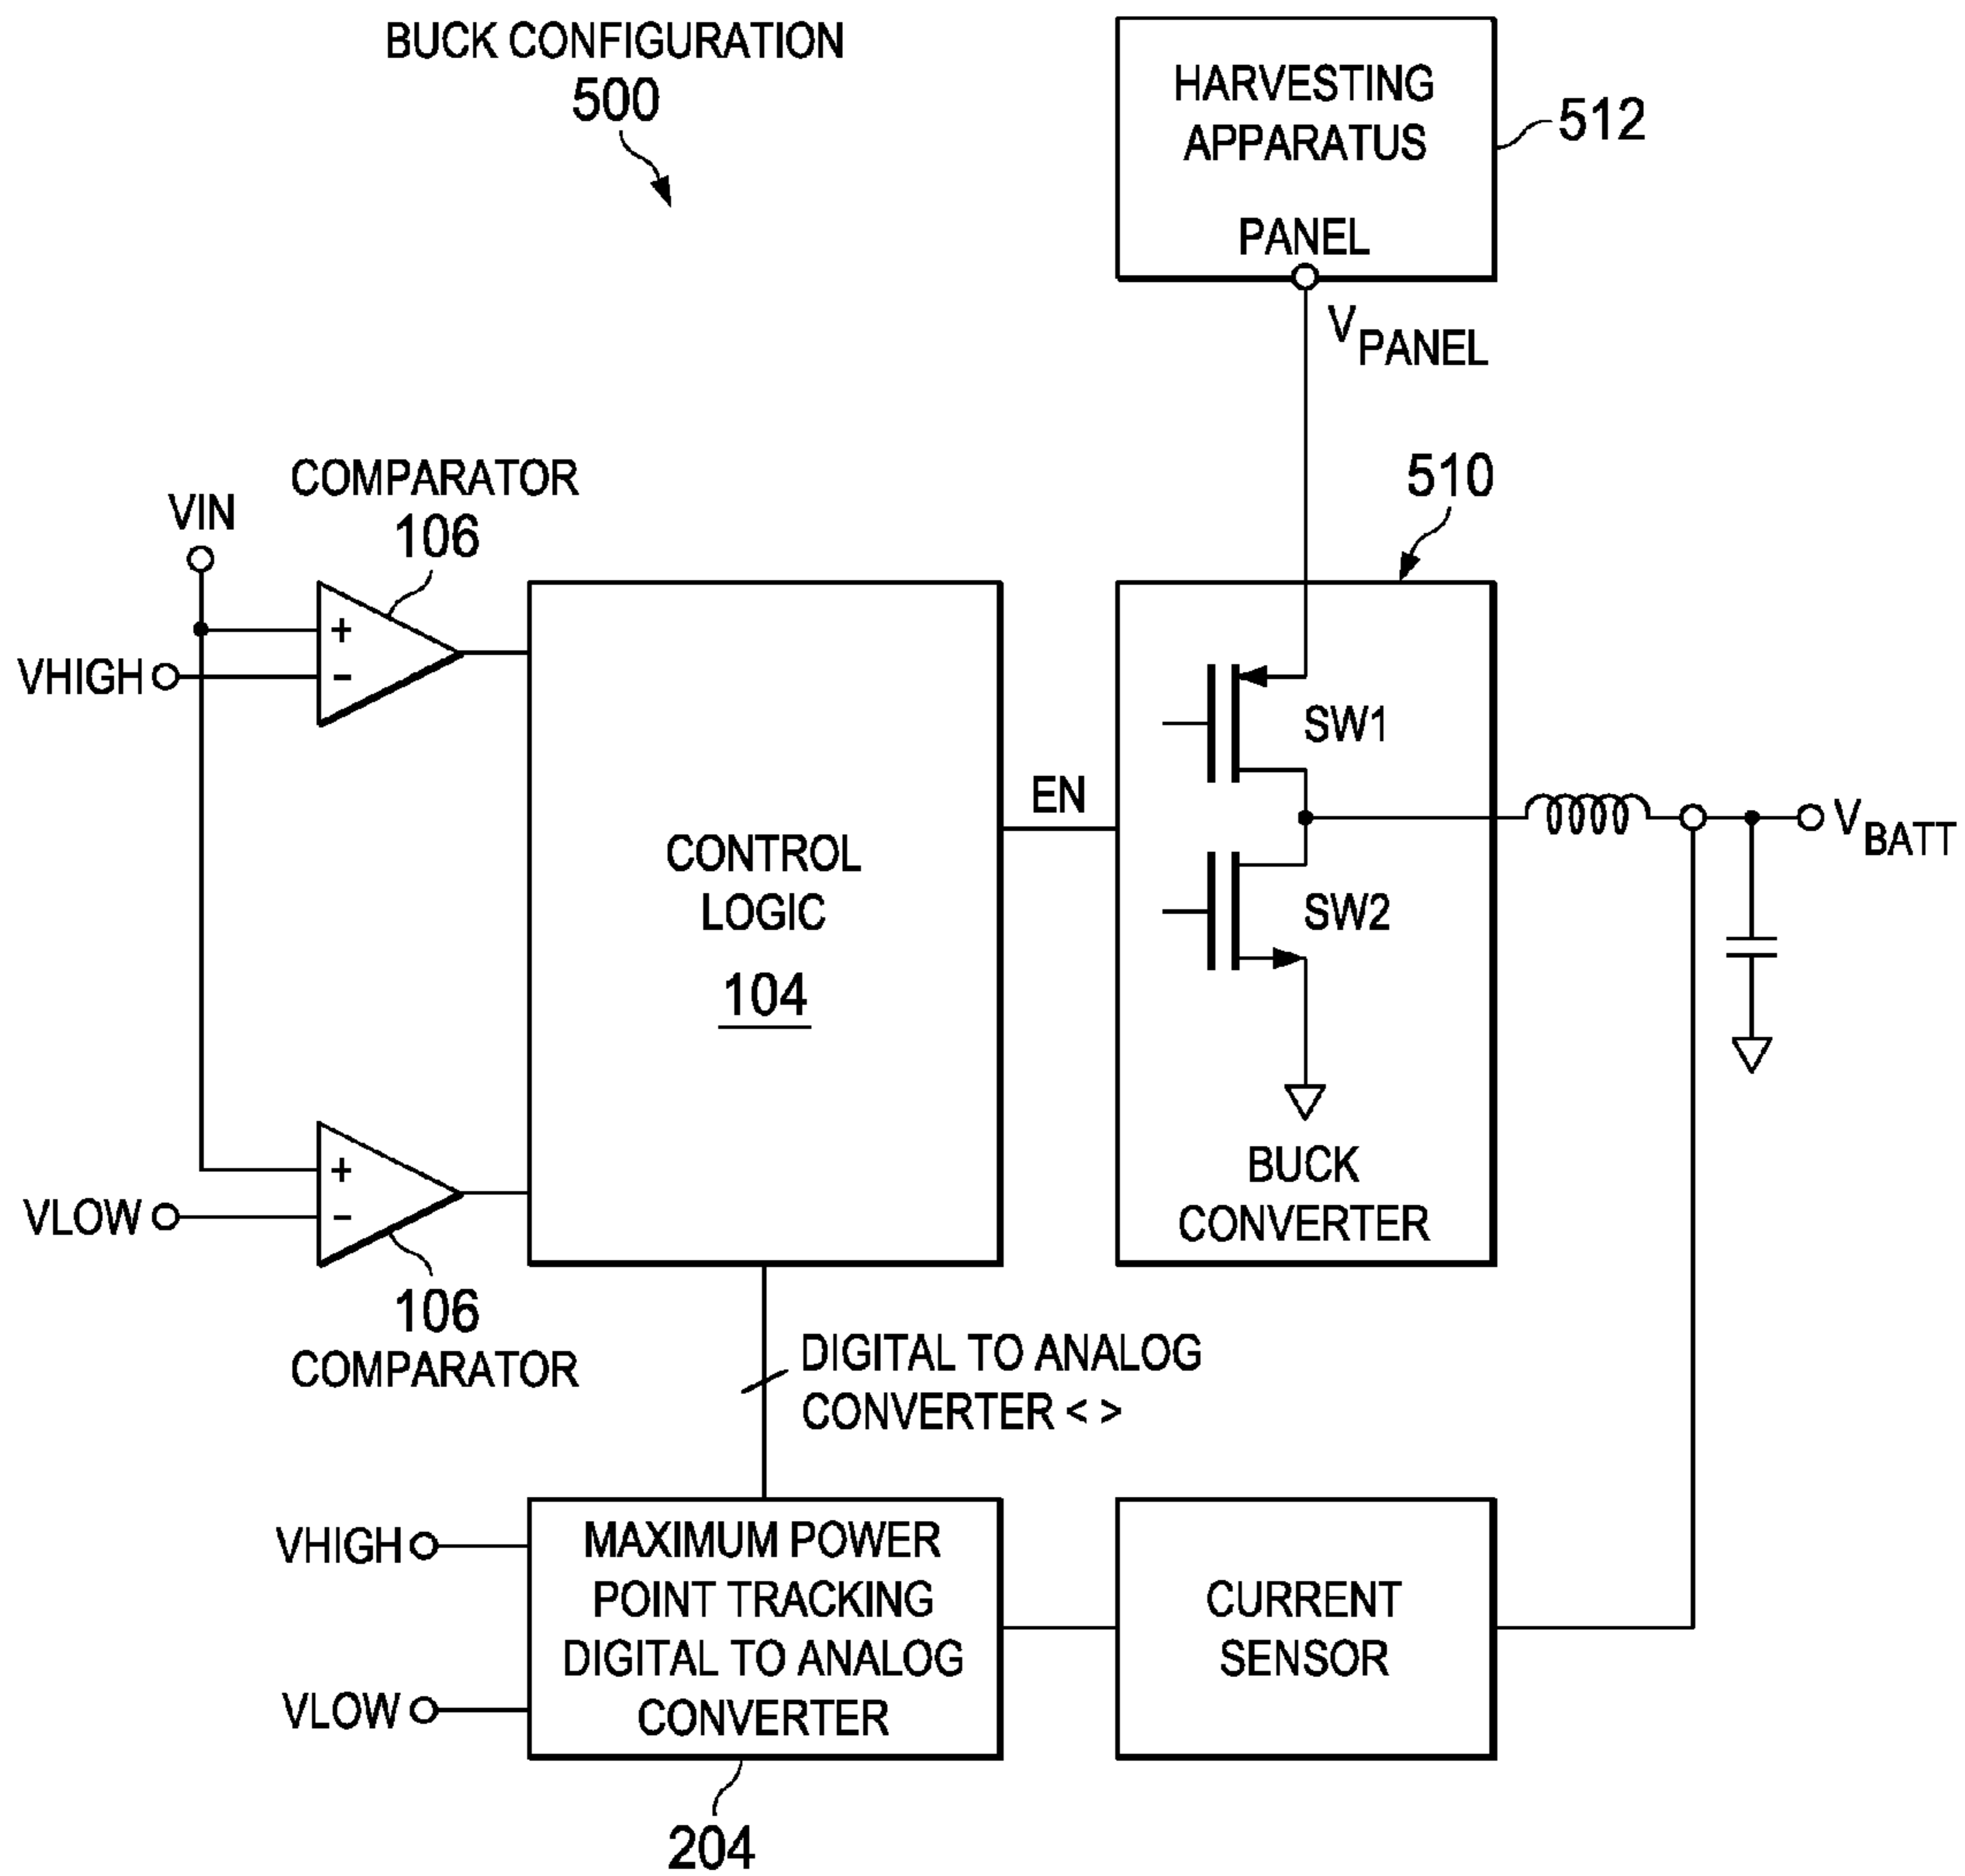 BUCK CONFIGURATION
500
HARVESTING
APPARATUS
512
PANEL
VPANEL
COMPARATOR
106
VIN
510
+
-
VHIGH
SW1
EN
CONTROL
LOGIC
104
VBATT
SW2
+
-
VLOW
BUCK
CONVERTER
106
COMPARATOR
DIGITAL TO ANALOG
CONVERTER < >
VHIGH
VLOW
MAXIMUM POWER
POINT TRACKING
DIGITAL TO ANALOG
CONVERTER
CURRENT
SENSOR
204